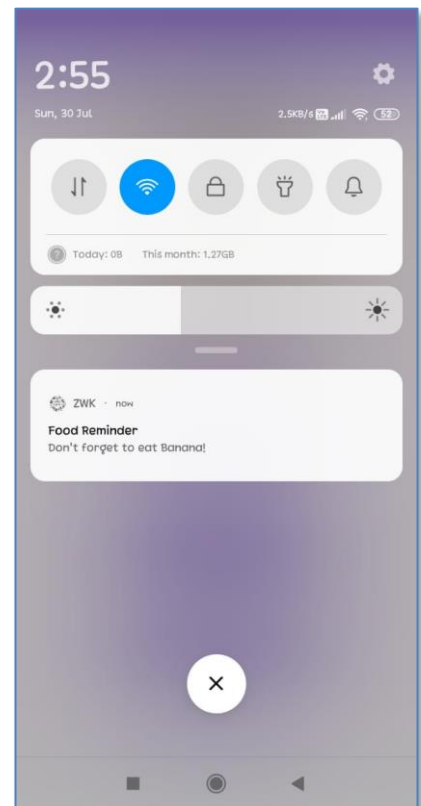 2:55
Sun, 30 Jul
2.5KB/s 52
Today: 0B This month: 1.27GB
ZWK · now
Food Reminder
Don't forget to eat Banana!